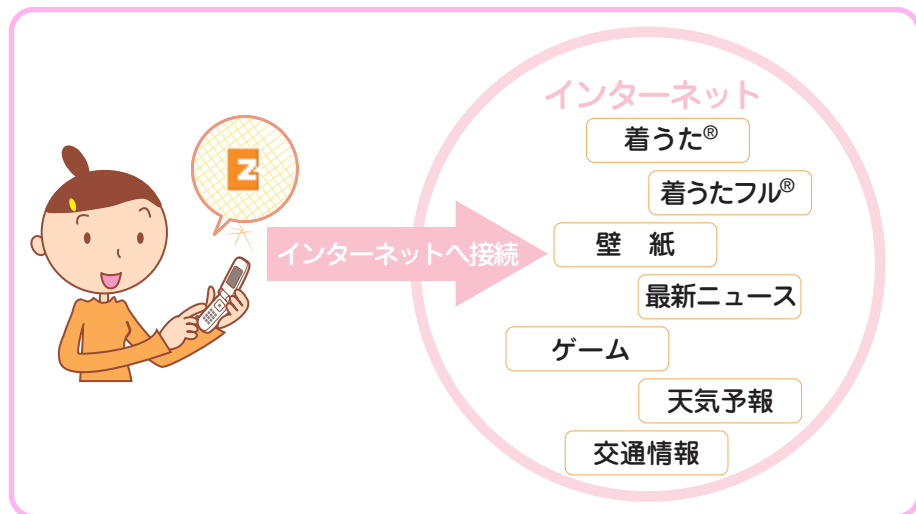 Z
インターネットへ接続
インターネット
着うた®
着うたフル®
壁 紙
最新ニュース
ゲーム
天気予報
交通情報